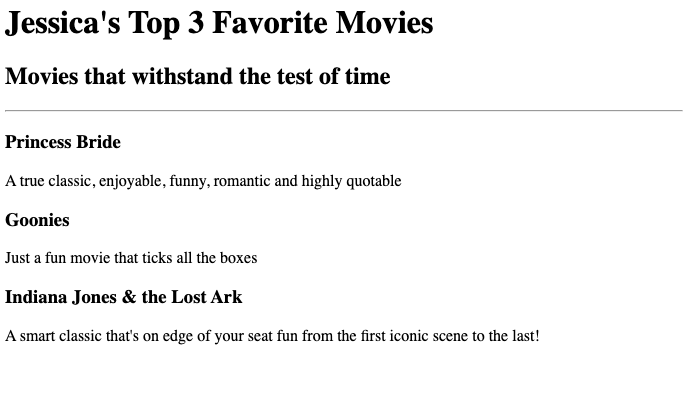 Jessica's Top 3 Favorite Movies
Movies that withstand the test of time
Princess Bride
A true classic, enjoyable, funny, romantic and highly quotable
Goonies
Just a fun movie that ticks all the boxes
Indiana Jones & the Lost Ark
A smart classic that's on edge of your seat fun from the first iconic scene to the last!